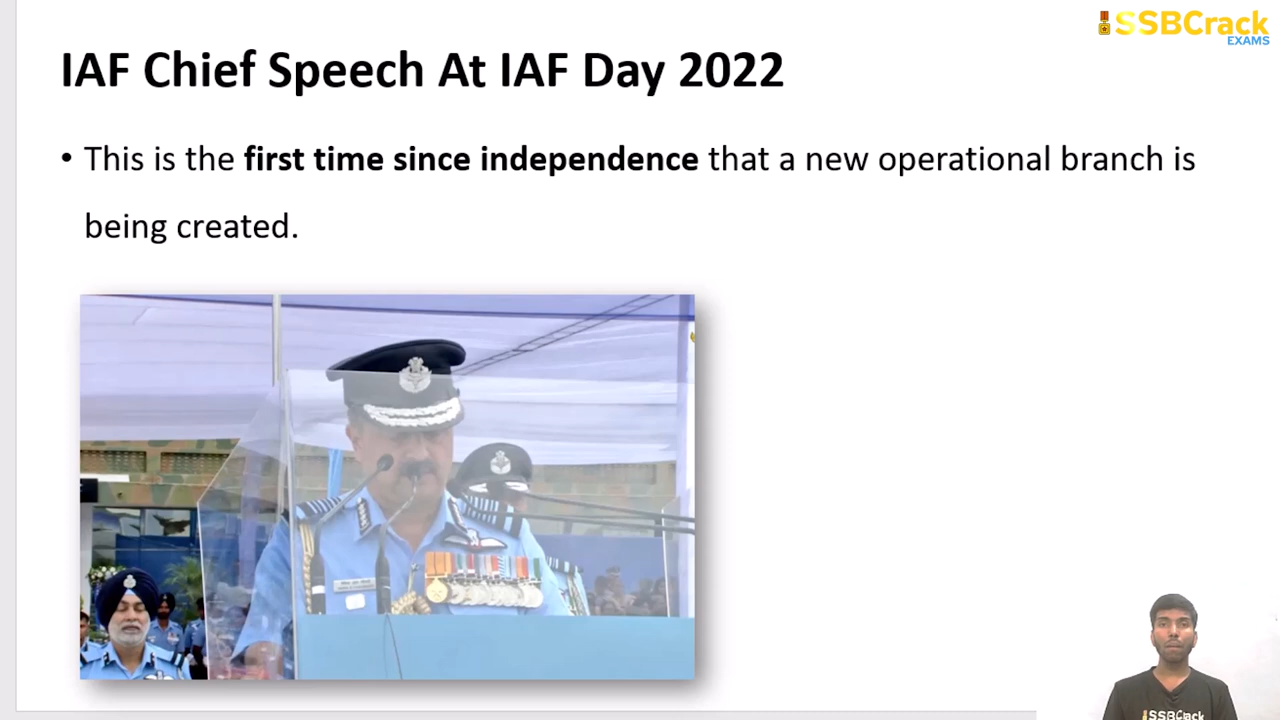 SSBCrack
EXAMS
IAF Chief Speech At IAF Day 2022
• This is the first time since independence that a new operational branch is
being created.
SSBCrack